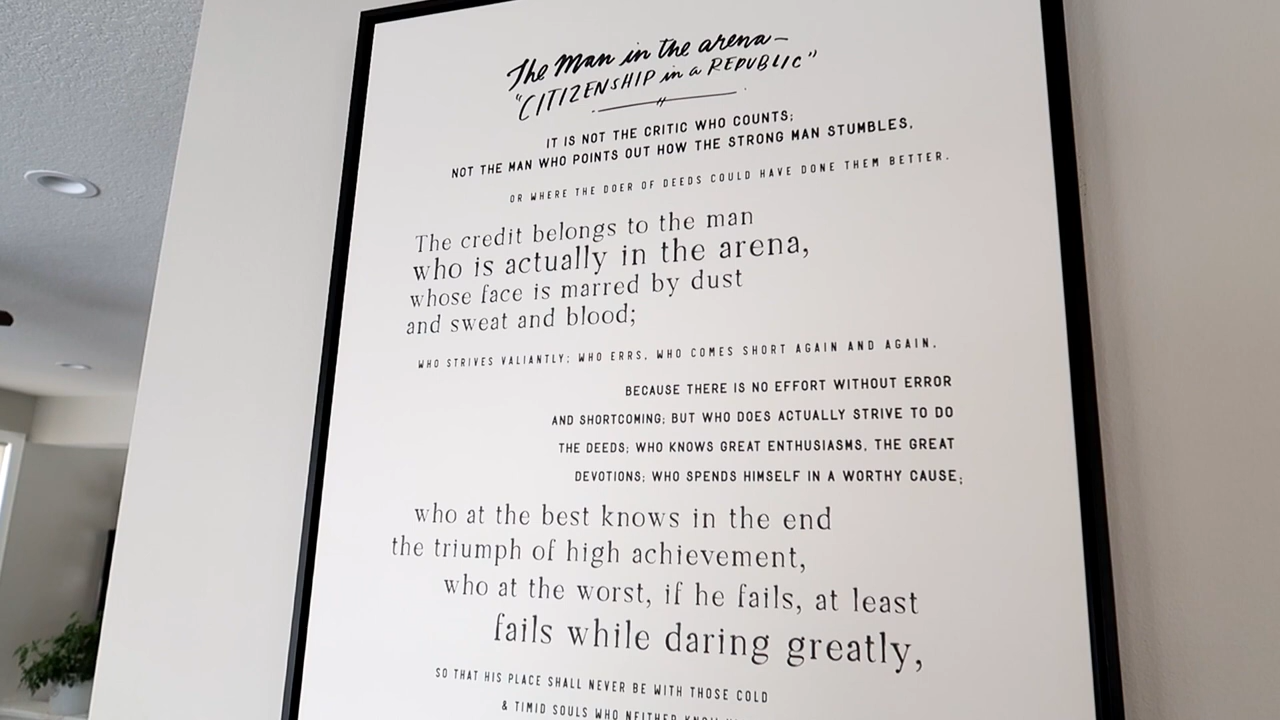 The Man in the arena–
"CITIZENSHIP in a REPUBLIC"
IT IS NOT THE CRITIC WHO COUNTS;
NOT THE MAN WHO POINTS OUT HOW THE STRONG MAN STUMBLES,
OR WHERE THE DOER OF DEEDS COULD HAVE DONE THEM BETTER.
The credit belongs to the man
who is actually in the arena,
whose face is marred by dust
and sweat and blood;
WHO STRIVES VALIANTLY; WHO ERRS, WHO COMES SHORT AGAIN AND AGAIN,
BECAUSE THERE IS NO EFFORT WITHOUT ERROR
AND SHORTCOMING; BUT WHO DOES ACTUALLY STRIVE TO DO
THE DEEDS; WHO KNOWS GREAT ENTHUSIASMS, THE GREAT
DEVOTIONS; WHO SPENDS HIMSELF IN A WORTHY CAUSE;
who at the best knows in the end
the triumph of high achievement,
who at the worst, if he fails, at least
fails while daring greatly,
SO THAT HIS PLACE SHALL NEVER BE WITH THOSE COLD
& TIMID SOULS WHO NEITHER